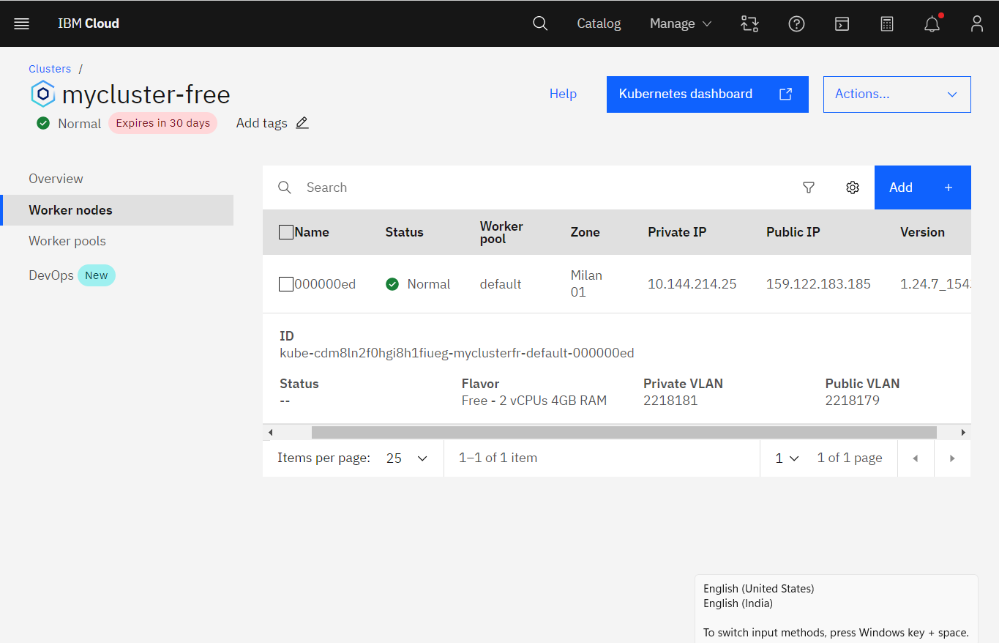 IBM Cloud
Catalog
Manage
Clusters /
mycluster-free
Help
Kubernetes dashboard
Actions...
Normal
Expires in 30 days
Add tags
Overview
Worker nodes
Worker pools
DevOps New
Search
Add +
Name Status Worker pool Zone Private IP Public IP Version
000000ed Normal default Milan 01 10.144.214.25 159.122.183.185 1.24.7_154
ID
kube-cdm8ln2f0hgi8h1fiueg-myclusterfr-default-000000ed
Status Flavor Private VLAN Public VLAN
-- Free - 2 vCPUs 4GB RAM 2218181 2218179
Items per page: 25 1–1 of 1 item 1 1 of 1 page
English (United States)
English (India)
To switch input methods, press Windows key + space.